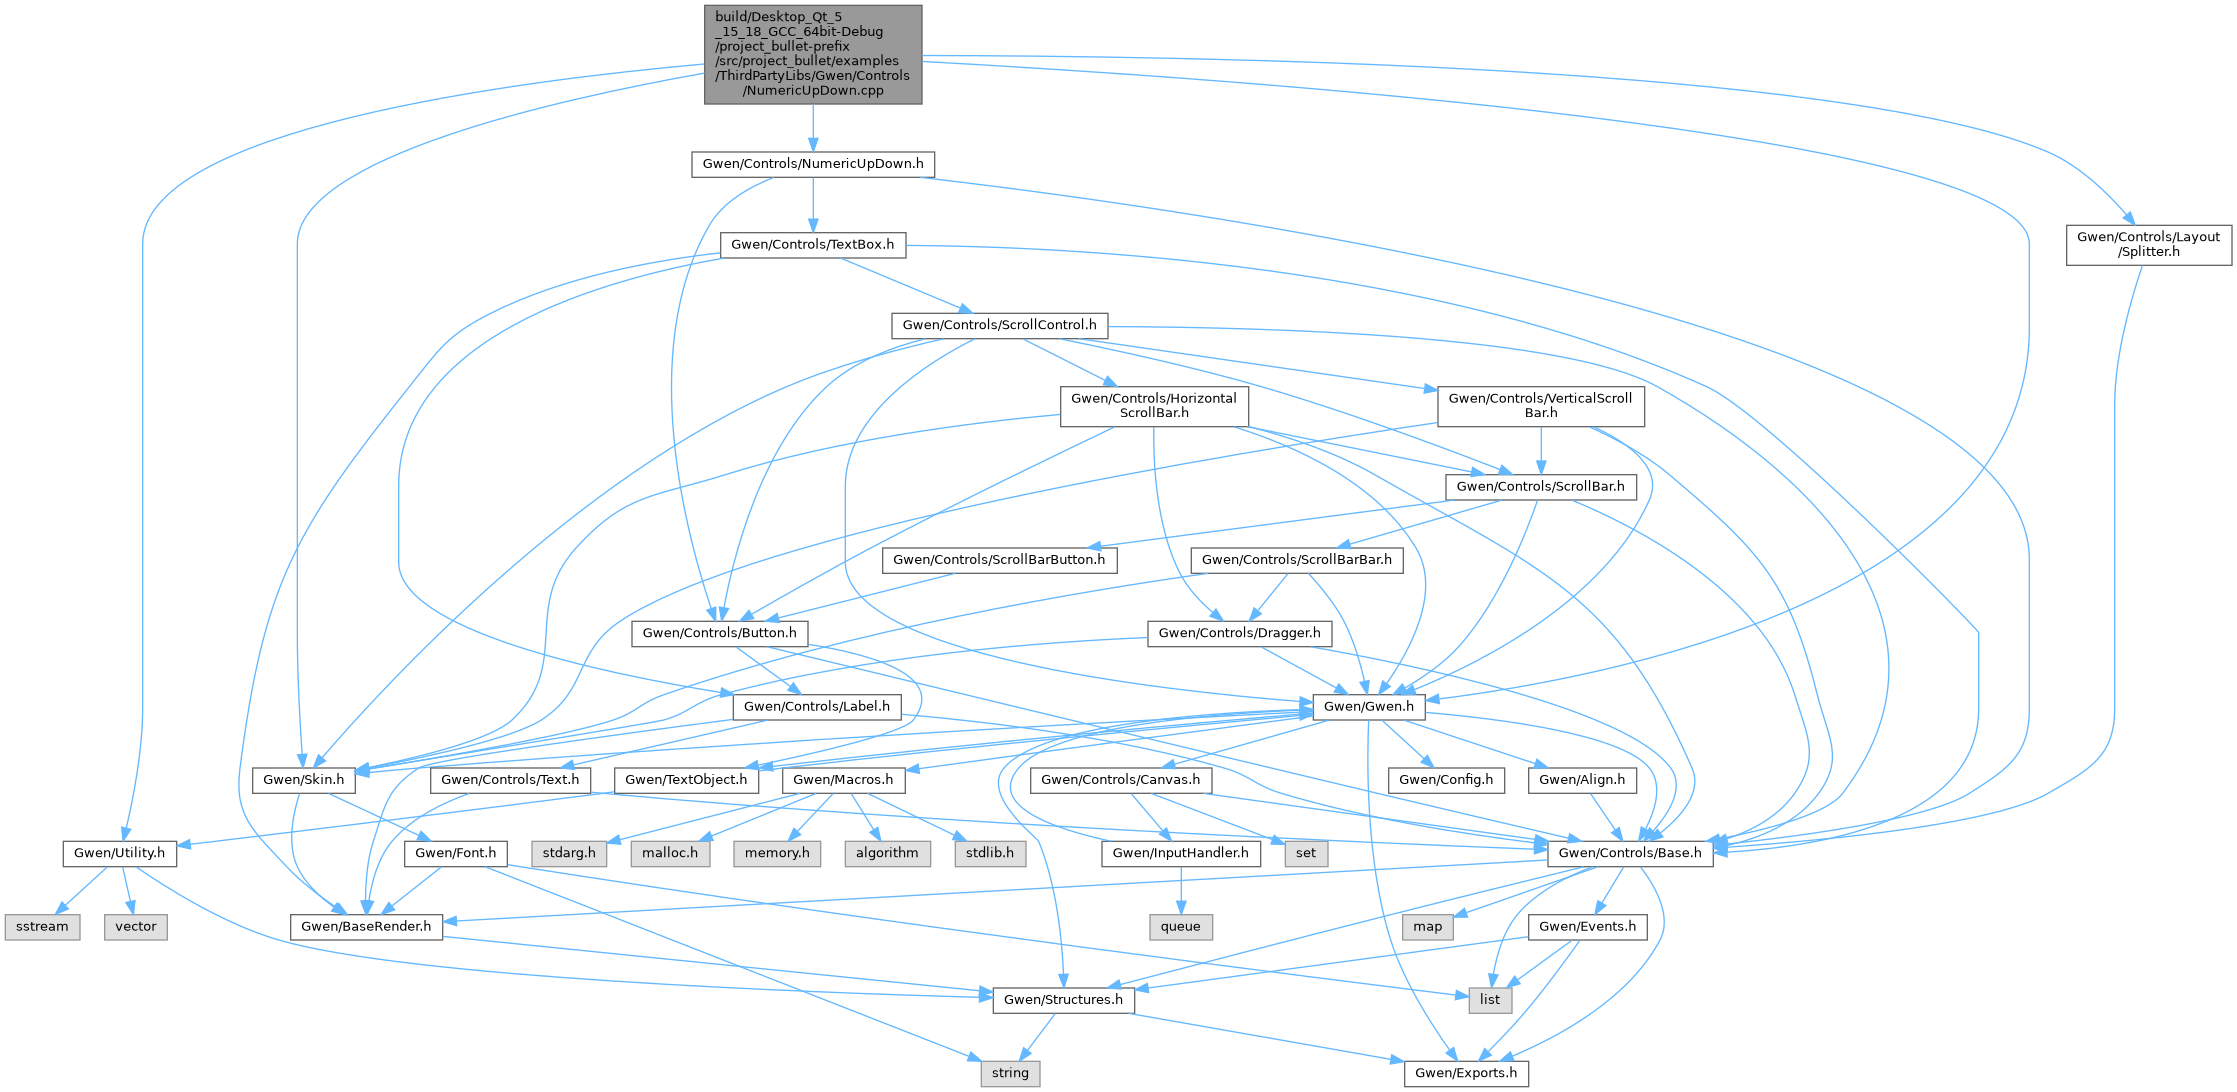 build/Desktop_Qt_5
_15_18_GCC_64bit-Debug
/project_bullet-prefix
/src/project_bullet/examples
/ThirdPartyLibs/Gwen/Controls
/NumericUpDown.cpp
Gwen/Controls/NumericUpDown.h
Gwen/Controls/TextBox.h
Gwen/Controls/Layout
/Splitter.h
Gwen/Controls/ScrollControl.h
Gwen/Controls/Horizontal
ScrollBar.h
Gwen/Controls/VerticalScroll
Bar.h
Gwen/Controls/ScrollBar.h
Gwen/Controls/ScrollBarButton.h
Gwen/Controls/ScrollBarBar.h
Gwen/Controls/Button.h
Gwen/Controls/Dragger.h
Gwen/Controls/Label.h
Gwen/Gwen.h
Gwen/Skin.h
Gwen/Controls/Text.h
Gwen/TextObject.h
Gwen/Macros.h
Gwen/Controls/Canvas.h
Gwen/Config.h
Gwen/Align.h
Gwen/Utility.h
Gwen/Font.h
stdarg.h
malloc.h
memory.h
algorithm
stdlib.h
Gwen/InputHandler.h
set
Gwen/Controls/Base.h
sstream
vector
Gwen/BaseRender.h
queue
map
Gwen/Events.h
Gwen/Structures.h
list
string
Gwen/Exports.h